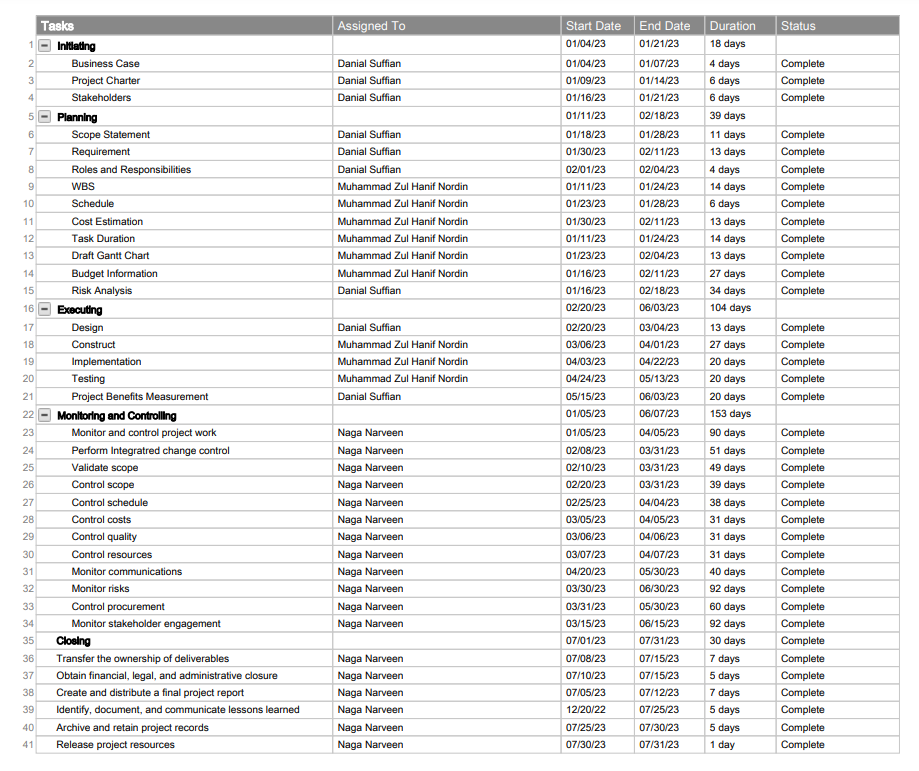 Tasks Assigned To Start Date End Date Duration Status
1 Initiating 01/04/23 01/21/23 18 days
2 Business Case Danial Suffian 01/04/23 01/07/23 4 days Complete
3 Project Charter Danial Suffian 01/09/23 01/14/23 6 days Complete
4 Stakeholders Danial Suffian 01/16/23 01/21/23 6 days Complete
5 Planning 01/11/23 02/18/23 39 days
6 Scope Statement Danial Suffian 01/18/23 01/28/23 11 days Complete
7 Requirement Danial Suffian 01/30/23 02/11/23 13 days Complete
8 Roles and Responsibilities Danial Suffian 02/01/23 02/04/23 4 days Complete
9 WBS Muhammad Zul Hanif Nordin 01/11/23 01/24/23 14 days Complete
10 Schedule Muhammad Zul Hanif Nordin 01/23/23 01/28/23 6 days Complete
11 Cost Estimation Muhammad Zul Hanif Nordin 01/30/23 02/11/23 13 days Complete
12 Task Duration Muhammad Zul Hanif Nordin 01/11/23 01/24/23 14 days Complete
13 Draft Gantt Chart Muhammad Zul Hanif Nordin 01/23/23 02/04/23 13 days Complete
14 Budget Information Muhammad Zul Hanif Nordin 01/16/23 02/11/23 27 days Complete
15 Risk Analysis Danial Suffian 01/16/23 02/18/23 34 days Complete
16 Executing 02/20/23 06/03/23 104 days
17 Design Danial Suffian 02/20/23 03/04/23 13 days Complete
18 Construct Muhammad Zul Hanif Nordin 03/06/23 04/01/23 27 days Complete
19 Implementation Muhammad Zul Hanif Nordin 04/03/23 04/22/23 20 days Complete
20 Testing Muhammad Zul Hanif Nordin 04/24/23 05/13/23 20 days Complete
21 Project Benefits Measurement Danial Suffian 05/15/23 06/03/23 20 days Complete
22 Monitoring and Controlling 01/05/23 06/07/23 153 days
23 Monitor and control project work Naga Narveen 01/05/23 04/05/23 90 days Complete
24 Perform Integratred change control Naga Narveen 02/08/23 03/31/23 51 days Complete
25 Validate scope Naga Narveen 02/10/23 03/31/23 49 days Complete
26 Control scope Naga Narveen 02/20/23 03/31/23 39 days Complete
27 Control schedule Naga Narveen 02/25/23 04/04/23 38 days Complete
28 Control costs Naga Narveen 03/05/23 04/05/23 31 days Complete
29 Control quality Naga Narveen 03/06/23 04/06/23 31 days Complete
30 Control resources Naga Narveen 03/07/23 04/07/23 31 days Complete
31 Monitor communications Naga Narveen 04/20/23 05/30/23 40 days Complete
32 Monitor risks Naga Narveen 03/30/23 06/30/23 92 days Complete
33 Control procurement Naga Narveen 03/31/23 05/30/23 60 days Complete
34 Monitor stakeholder engagement Naga Narveen 03/15/23 06/15/23 92 days Complete
35 Closing 07/01/23 07/31/23 30 days Complete
36 Transfer the ownership of deliverables Naga Narveen 07/08/23 07/15/23 7 days Complete
37 Obtain financial, legal, and administrative closure Naga Narveen 07/10/23 07/15/23 5 days Complete
38 Create and distribute a final project report Naga Narveen 07/05/23 07/12/23 7 days Complete
39 Identify, document, and communicate lessons learned Naga Narveen 12/20/22 07/25/23 5 days Complete
40 Archive and retain project records Naga Narveen 07/25/23 07/30/23 5 days Complete
41 Release project resources Naga Narveen 07/30/23 07/31/23 1 day Complete